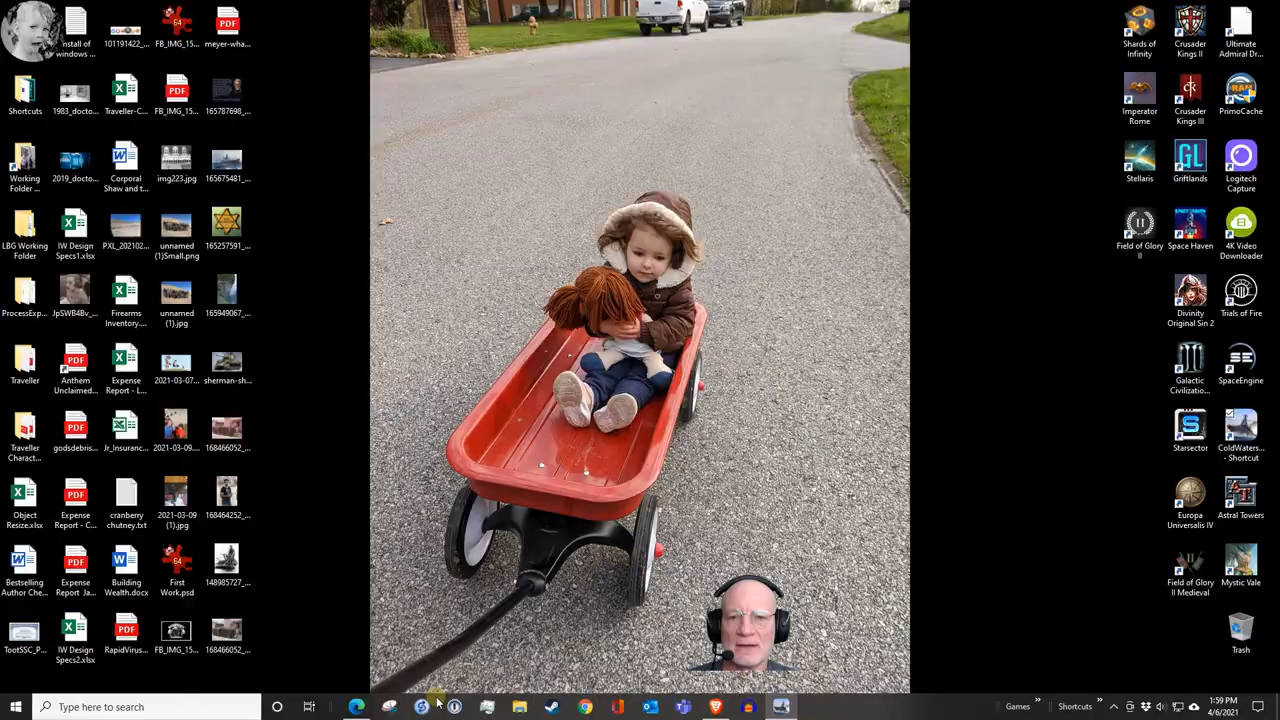 Install of
windows ...
101191422_...
FB_IMG_15...
meyer-wha...
Shortcuts
1983_docto...
Traveller-C...
FB_IMG_15...
165787698_...
Working
Folder ...
2019_docto...
Corporal
Shaw and t...
img223.jpg
165675481_...
LBG Working
Folder
IW Design
Specs1.xlsx
PXL_202102...
unnamed
(1)Small.png
165257591_...
ProcessExp...
JpSWB4Bv_...
Firearms
Inventory....
unnamed
(1).jpg
165949067_...
Traveller
Anthem
Unclaimed...
Expense
Report - L...
2021-03-07...
sherman-sh...
Traveller
Charact...
godsdebris...
Jr_Insuranc...
2021-03-09...
168466052_...
Object
Resize.xlsx
Expense
Report - C...
cranberry
chutney.txt
2021-03-09
(1).jpg
168464252_...
Bestselling
Author Che...
Expense
Report Ja...
Building
Wealth.docx
First
Work.psd
148985727_...
TootSSC_P...
IW Design
Specs2.xlsx
RapidVirus...
FB_IMG_15...
168466052_...
Shards of
Infinity
Crusader
Kings II
Ultimate
Admiral Dr...
Imperator
Rome
Crusader
Kings III
PrimoCache
Stellaris
Griftlands
Logitech
Capture
Field of Glory
II
Space Haven
4K Video
Downloader
Divinity
Original Sin 2
Trials of Fire
Galactic
Civilizatio...
SpaceEngine
Starsector
ColdWaters...
- Shortcut
Europa
Universalis IV
Astral Towers
Field of Glory
II Medieval
Mystic Vale
Trash
Type here to search
Games
Shortcuts
1:59 PM
4/6/2021